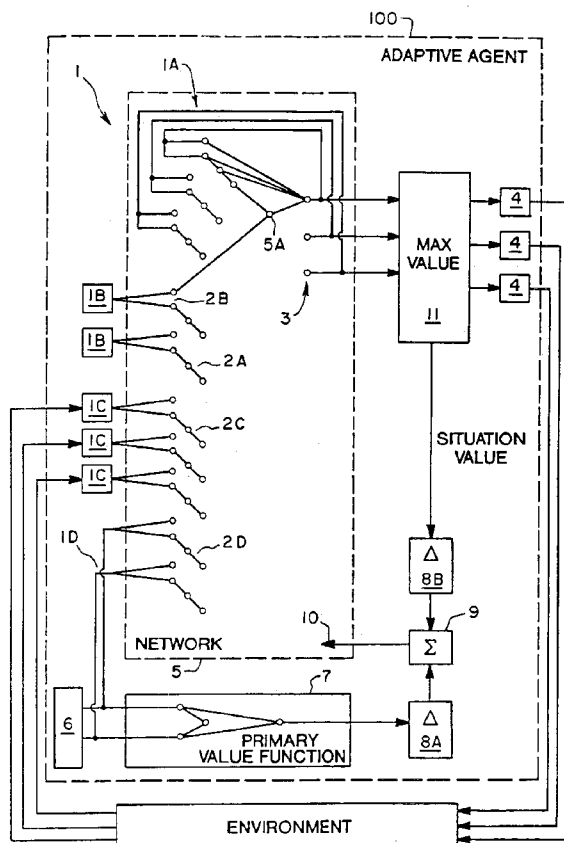 100
ADAPTIVE AGENT
1
1A
5A
3
MAX
VALUE
11
4
4
4
1B
2B
1B
2A
1C
2C
1C
1C
SITUATION
VALUE
1D
2D
Δ
8B
10
9
Σ
NETWORK
5
7
6
PRIMARY
VALUE FUNCTION
Δ
8A
ENVIRONMENT